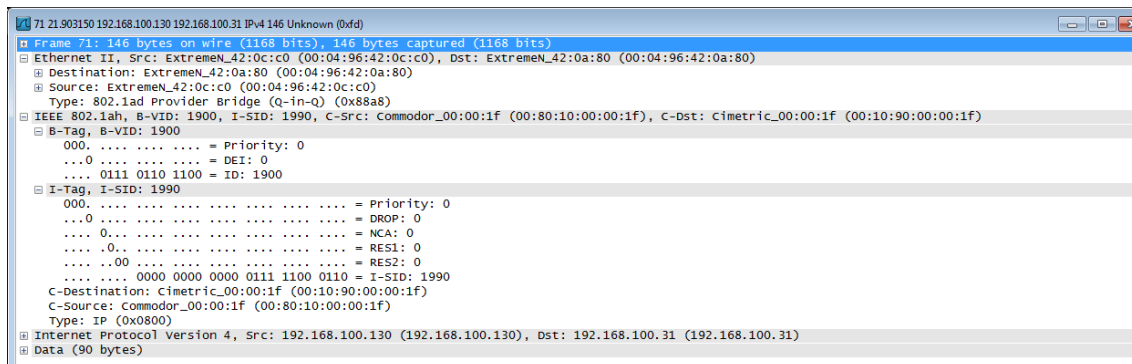 71 21.903150 192.168.100.130 192.168.100.31 IPv4 146 Unknown (0xfd)
Frame 71: 146 bytes on wire (1168 bits), 146 bytes captured (1168 bits)
Ethernet II, Src: ExtremeN_42:0c:c0 (00:04:96:42:0c:c0), Dst: ExtremeN_42:0a:80 (00:04:96:42:0a:80)
Destination: ExtremeN_42:0a:80 (00:04:96:42:0a:80)
Source: ExtremeN_42:0c:c0 (00:04:96:42:0c:c0)
Type: 802.1ad Provider Bridge (Q-in-Q) (0x88a8)
IEEE 802.1ah, B-VID: 1900, I-SID: 1990, C-Src: Commodor_00:00:1f (00:80:10:00:00:1f), C-Dst: Cimetric_00:00:1f (00:10:90:00:00:1f)
B-Tag, B-VID: 1900
000. .... .... .... = Priority: 0
...0 .... .... .... = DEI: 0
.... 0111 0110 1100 = ID: 1900
I-Tag, I-SID: 1990
000. .... .... .... .... .... .... .... = Priority: 0
...0 .... .... .... .... .... .... .... = DROP: 0
.... 0... .... .... .... .... .... .... = NCA: 0
.... .0.. .... .... .... .... .... .... = RES1: 0
.... ..00 .... .... .... .... .... .... = RES2: 0
.... .... 0000 0000 0000 0111 1100 0110 = I-SID: 1990
C-Destination: Cimetric_00:00:1f (00:10:90:00:00:1f)
C-Source: Commodor_00:00:1f (00:80:10:00:00:1f)
Type: IP (0x0800)
Internet Protocol Version 4, Src: 192.168.100.130 (192.168.100.130), Dst: 192.168.100.31 (192.168.100.31)
Data (90 bytes)